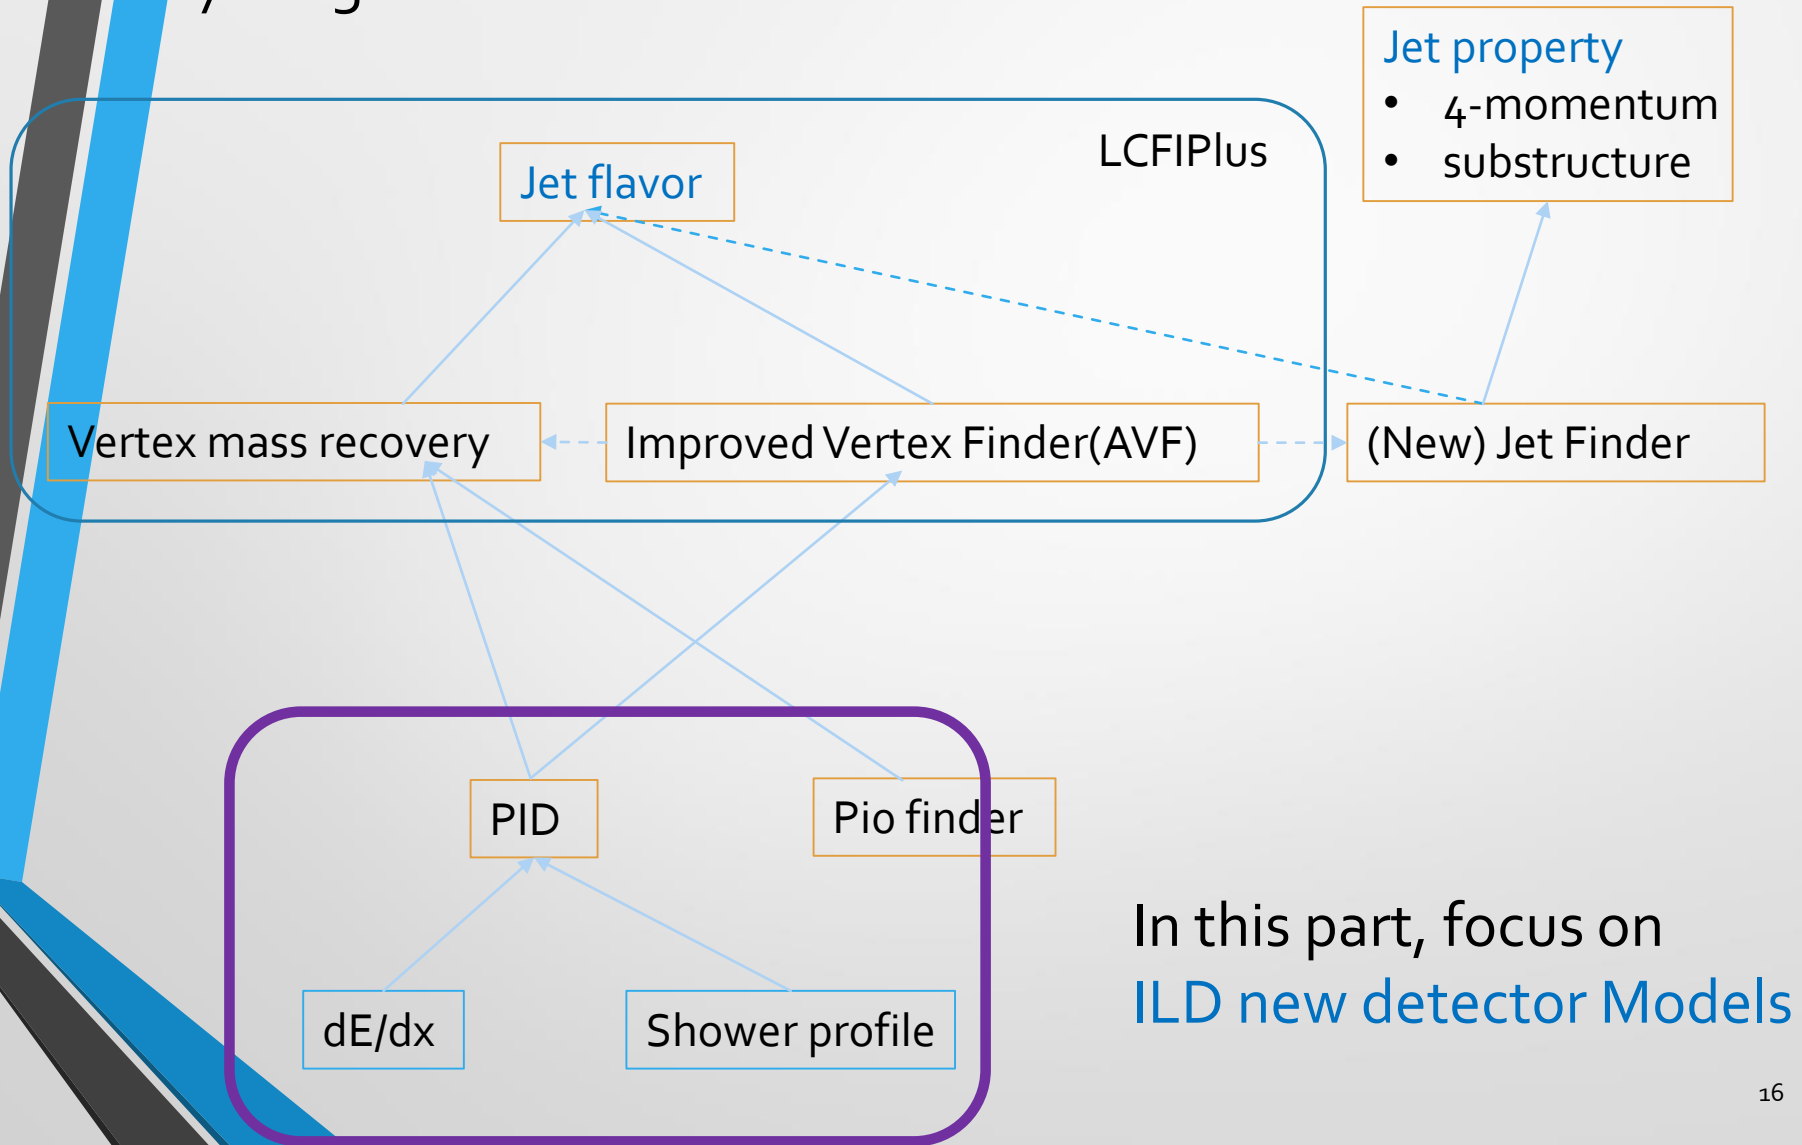 Jet property
• 4-momentum
• substructure
LCFIPlus
Jet flavor
Vertex mass recovery
Improved Vertex Finder(AVF)
(New) Jet Finder
PID
Pio finder
dE/dx
Shower profile
In this part, focus on
ILD new detector Models
16